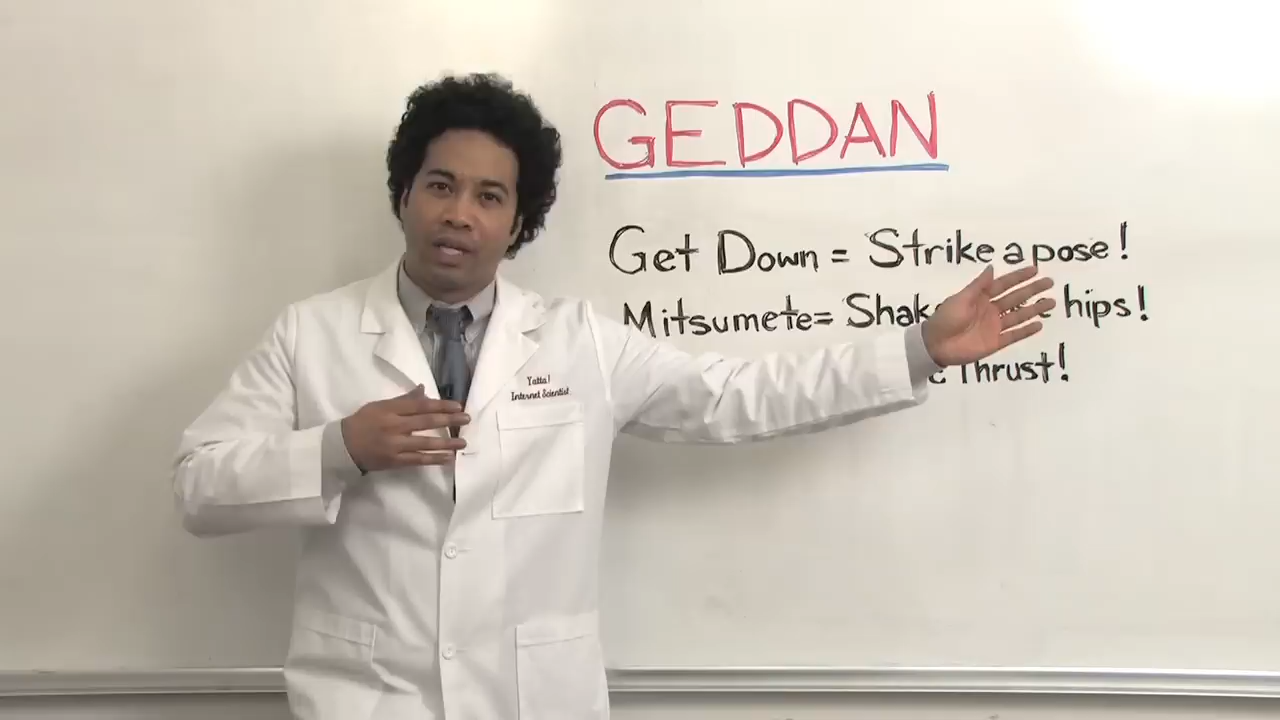 GEDDAN
Get Down = Strike a pose!
Mitsumete= Shak hips!
Thrust!
Yatta!
Internet Scientist.